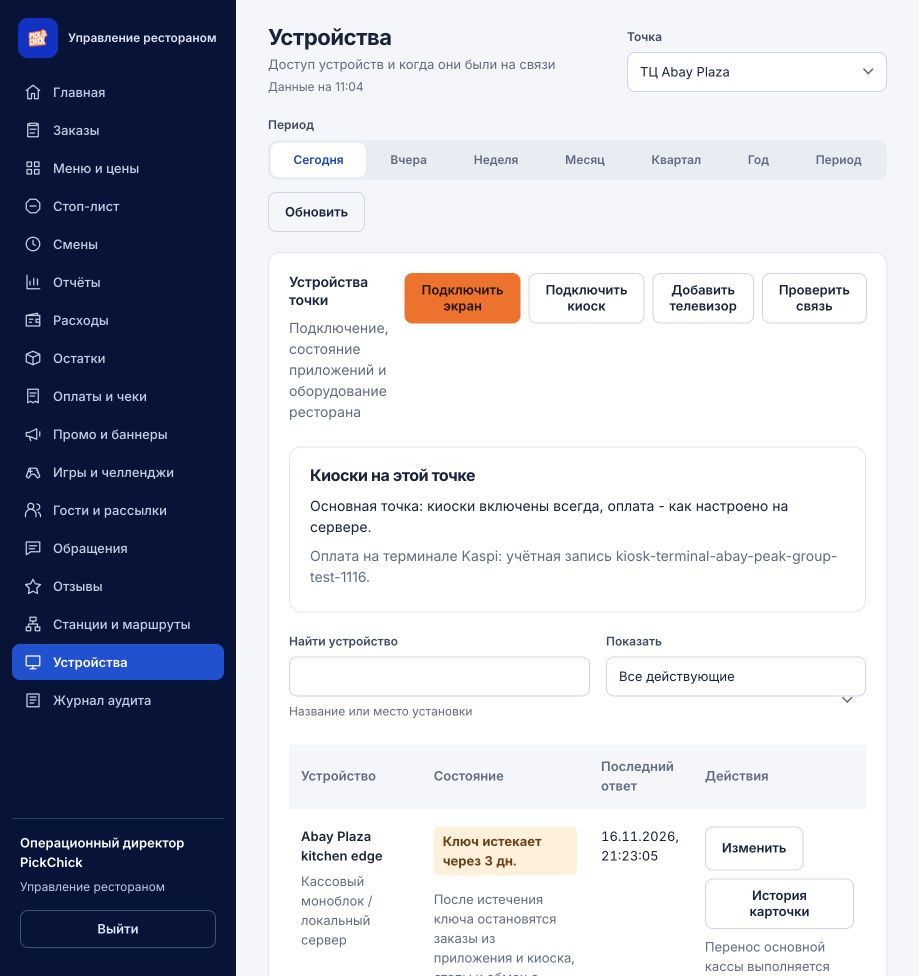 PICK
CHICK
Управление рестораном
Главная
Заказы
Меню и цены
Стоп-лист
Смены
Отчёты
Расходы
Остатки
Оплаты и чеки
Промо и баннеры
Игры и челленджи
Гости и рассылки
Обращения
Отзывы
Станции и маршруты
Устройства
Журнал аудита
Операционный директор
PickChick
Управление рестораном
Выйти
Устройства
Доступ устройств и когда они были на связи
Данные на 11:04
Точка
ТЦ Abay Plaza
Период
Сегодня
Вчера
Неделя
Месяц
Квартал
Год
Период
Обновить
Устройства
точки
Подключение,
состояние
приложений и
оборудование
ресторана
Подключить
экран
Подключить
киоск
Добавить
телевизор
Проверить
связь
Киоски на этой точке
Основная точка: киоски включены всегда, оплата - как настроено на
сервере.
Оплата на терминале Kaspi: учётная запись kiosk-terminal-abay-peak-group-
test-1116.
Найти устройство
Название или место установки
Показать
Все действующие
Устройство
Состояние
Последний
ответ
Действия
Abay Plaza
kitchen edge
Кассовый
моноблок /
локальный
сервер
Ключ истекает
через 3 дн.
После истечения
ключа остановятся
заказы из
приложения и киоска,
16.11.2026,
21:23:05
Изменить
История
карточки
Перенос основной
кассы выполняется